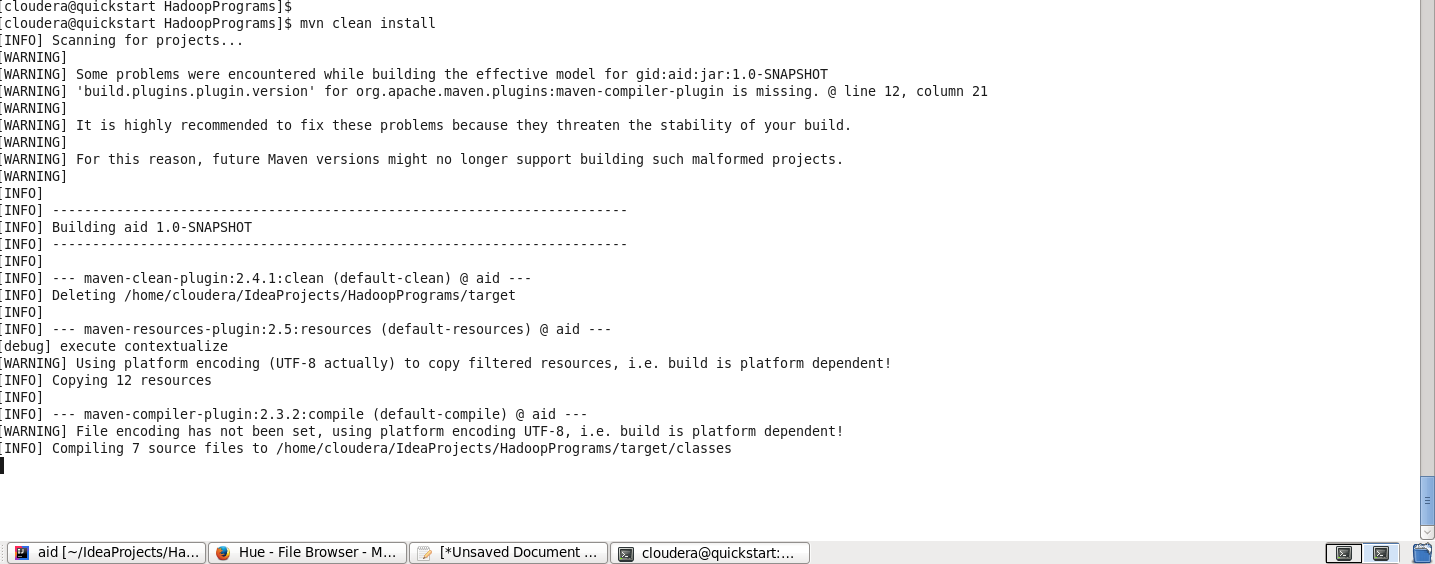 [cloudera@quickstart HadoopPrograms]$
[cloudera@quickstart HadoopPrograms]$ mvn clean install
[INFO] Scanning for projects...
[WARNING]
[WARNING] Some problems were encountered while building the effective model for gid:aid:jar:1.0-SNAPSHOT
[WARNING] 'build.plugins.plugin.version' for org.apache.maven.plugins:maven-compiler-plugin is missing. @ line 12, column 21
[WARNING]
[WARNING] It is highly recommended to fix these problems because they threaten the stability of your build.
[WARNING]
[WARNING] For this reason, future Maven versions might no longer support building such malformed projects.
[WARNING]
[INFO]
[INFO] ------------------------------------------------------------------------
[INFO] Building aid 1.0-SNAPSHOT
[INFO] ------------------------------------------------------------------------
[INFO]
[INFO] --- maven-clean-plugin:2.4.1:clean (default-clean) @ aid ---
[INFO] Deleting /home/cloudera/IdeaProjects/HadoopPrograms/target
[INFO]
[INFO] --- maven-resources-plugin:2.5:resources (default-resources) @ aid ---
[debug] execute contextualize
[WARNING] Using platform encoding (UTF-8 actually) to copy filtered resources, i.e. build is platform dependent!
[INFO] Copying 12 resources
[INFO]
[INFO] --- maven-compiler-plugin:2.3.2:compile (default-compile) @ aid ---
[WARNING] File encoding has not been set, using platform encoding UTF-8, i.e. build is platform dependent!
[INFO] Compiling 7 source files to /home/cloudera/IdeaProjects/HadoopPrograms/target/classes
aid [~/IdeaProjects/Ha... Hue - File Browser - M... [*Unsaved Document ... cloudera@quickstart:...